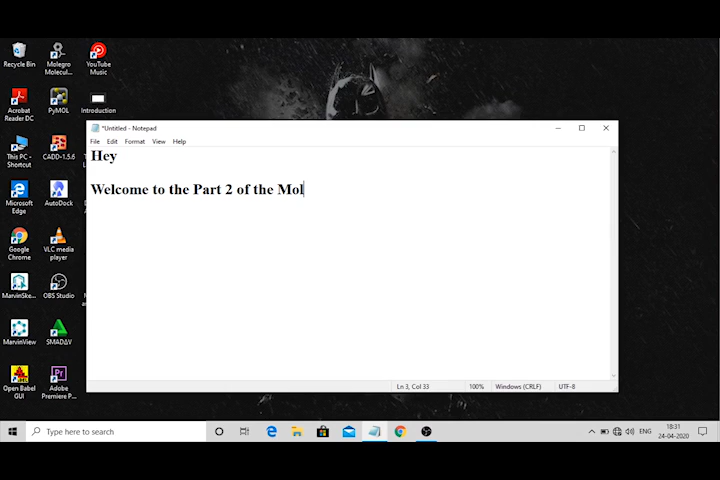 Recycle Bin
Molegro
Molecul...
YouTube
Music
Acrobat
Reader DC
PyMOL
Introduction
*Untitled - Notepad
File Edit Format View Help
Hey
Welcome to the Part 2 of the Mol
This PC -
Shortcut
CADD-1.5.6
Microsoft
Edge
AutoDock
Google
Chrome
VLC media
player
MarvinSke...
OBS Studio
MarvinView
SMADΔV
Open Babel
GUI
Adobe
Premiere P...
Ln 3, Col 33
100%
Windows (CRLF)
UTF-8
Type here to search
ENG
18:31
24-04-2020